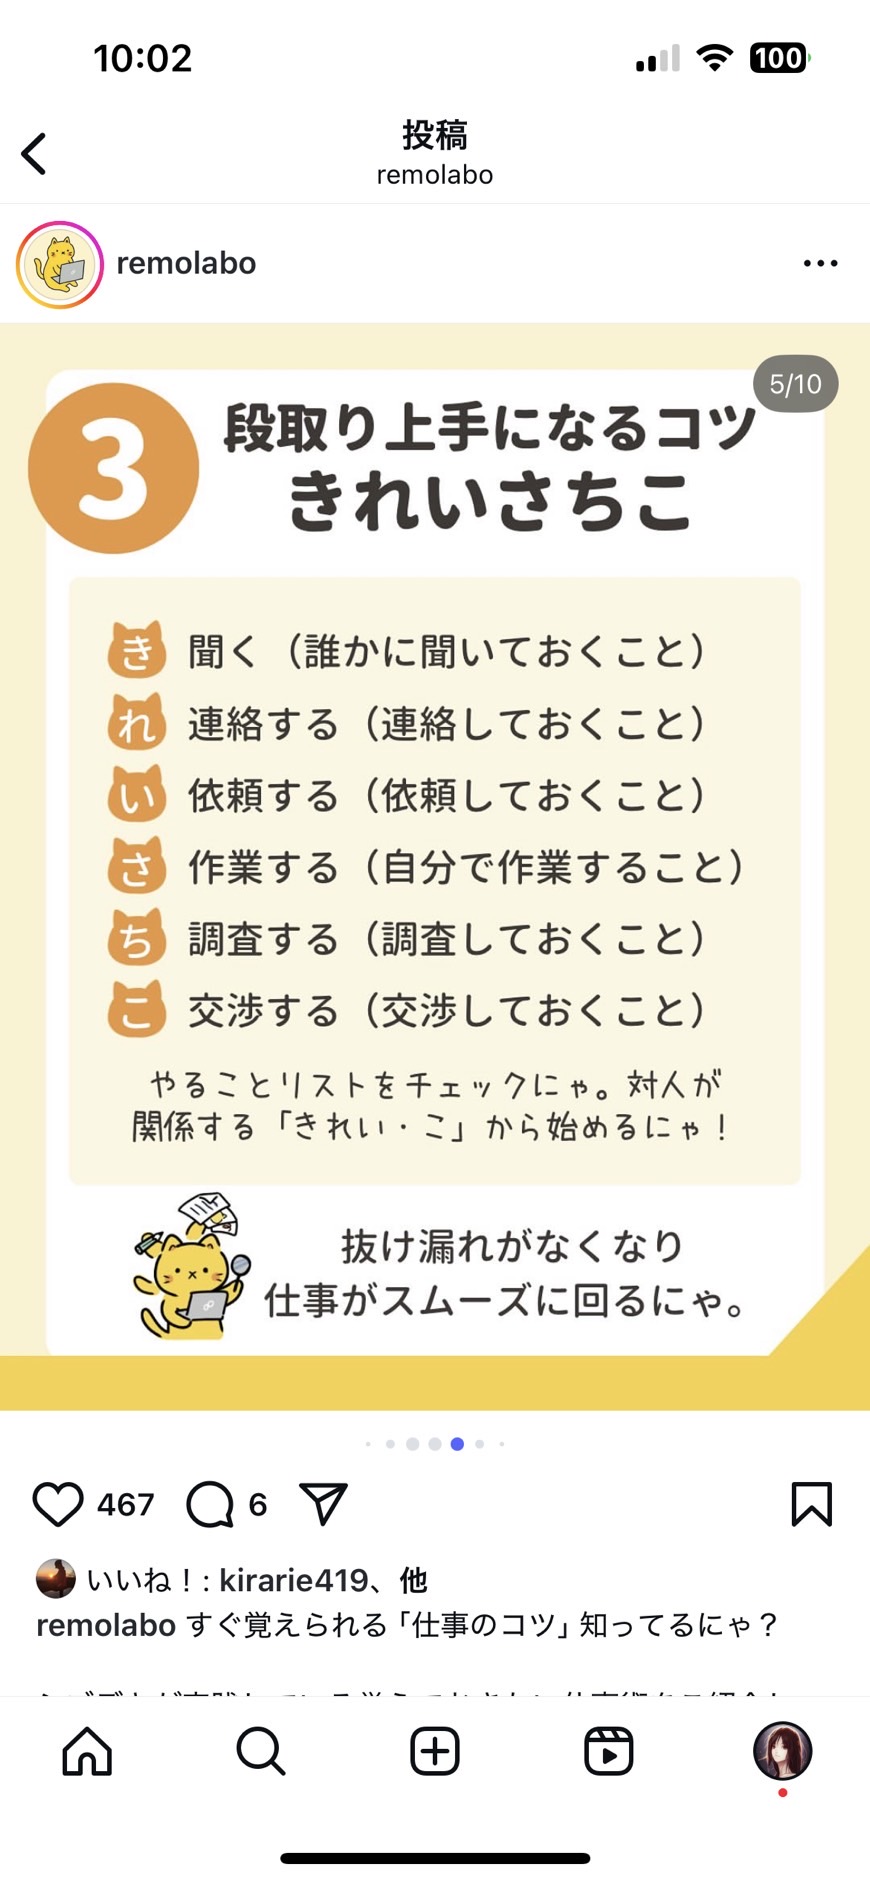 10:02
100
投稿
remolabo
remolabo
5/10
3
段取り上手になるコツ
きれいさちこ
き 聞く（誰かに聞いておくこと）
れ 連絡する（連絡しておくこと）
い 依頼する（依頼しておくこと）
さ 作業する（自分で作業すること）
ち 調査する（調査しておくこと）
こ 交渉する（交渉しておくこと）
やることリストをチェックにゃ。対人が
関係する「きれい・こ」から始めるにゃ！
抜け漏れがなくなり
仕事がスムーズに回るにゃ。
467 6
いいね！: kirarie419、他
remolabo すぐ覚えられる「仕事のコツ」知ってるにゃ？